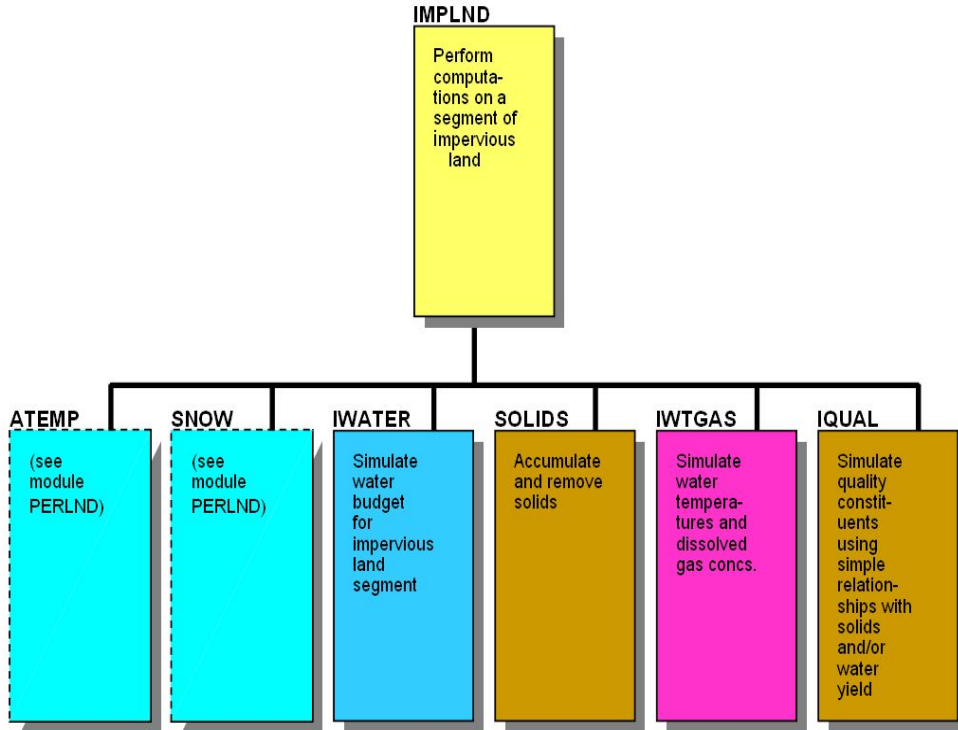 IMPLND
Perform
computa-
tions on a
segment of
impervious
land
ATEMP
(see
module
PERLND)
SNOW
(see
module
PERLND)
IWATER
Simulate
water
budget
for
impervious
land
segment
SOLIDS
Accumulate
and remove
solids
IWTGAS
Simulate
water
tempera-
tures and
dissolved
gas concs.
IQUAL
Simulate
quality
constit-
uents
using
simple
relation-
ships with
solids
and/or
water
yield